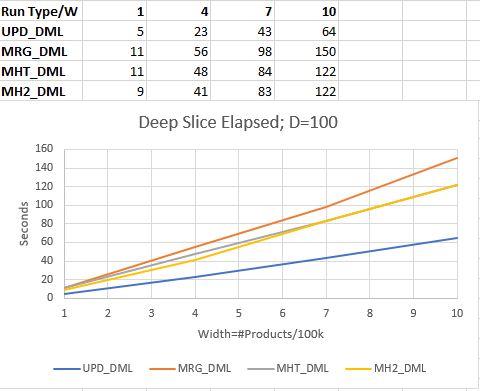 Run Type/W 1 4 7 10
UPD_DML 5 23 43 64
MRG_DML 11 56 98 150
MHT_DML 11 48 84 122
MH2_DML 9 41 83 122
Deep Slice Elapsed; D=100
160
140
120
100
80
60
40
20
0
Seconds
1 2 3 4 5 6 7 8 9 10
Width=#Products/100k
UPD_DML MRG_DML MHT_DML MH2_DML